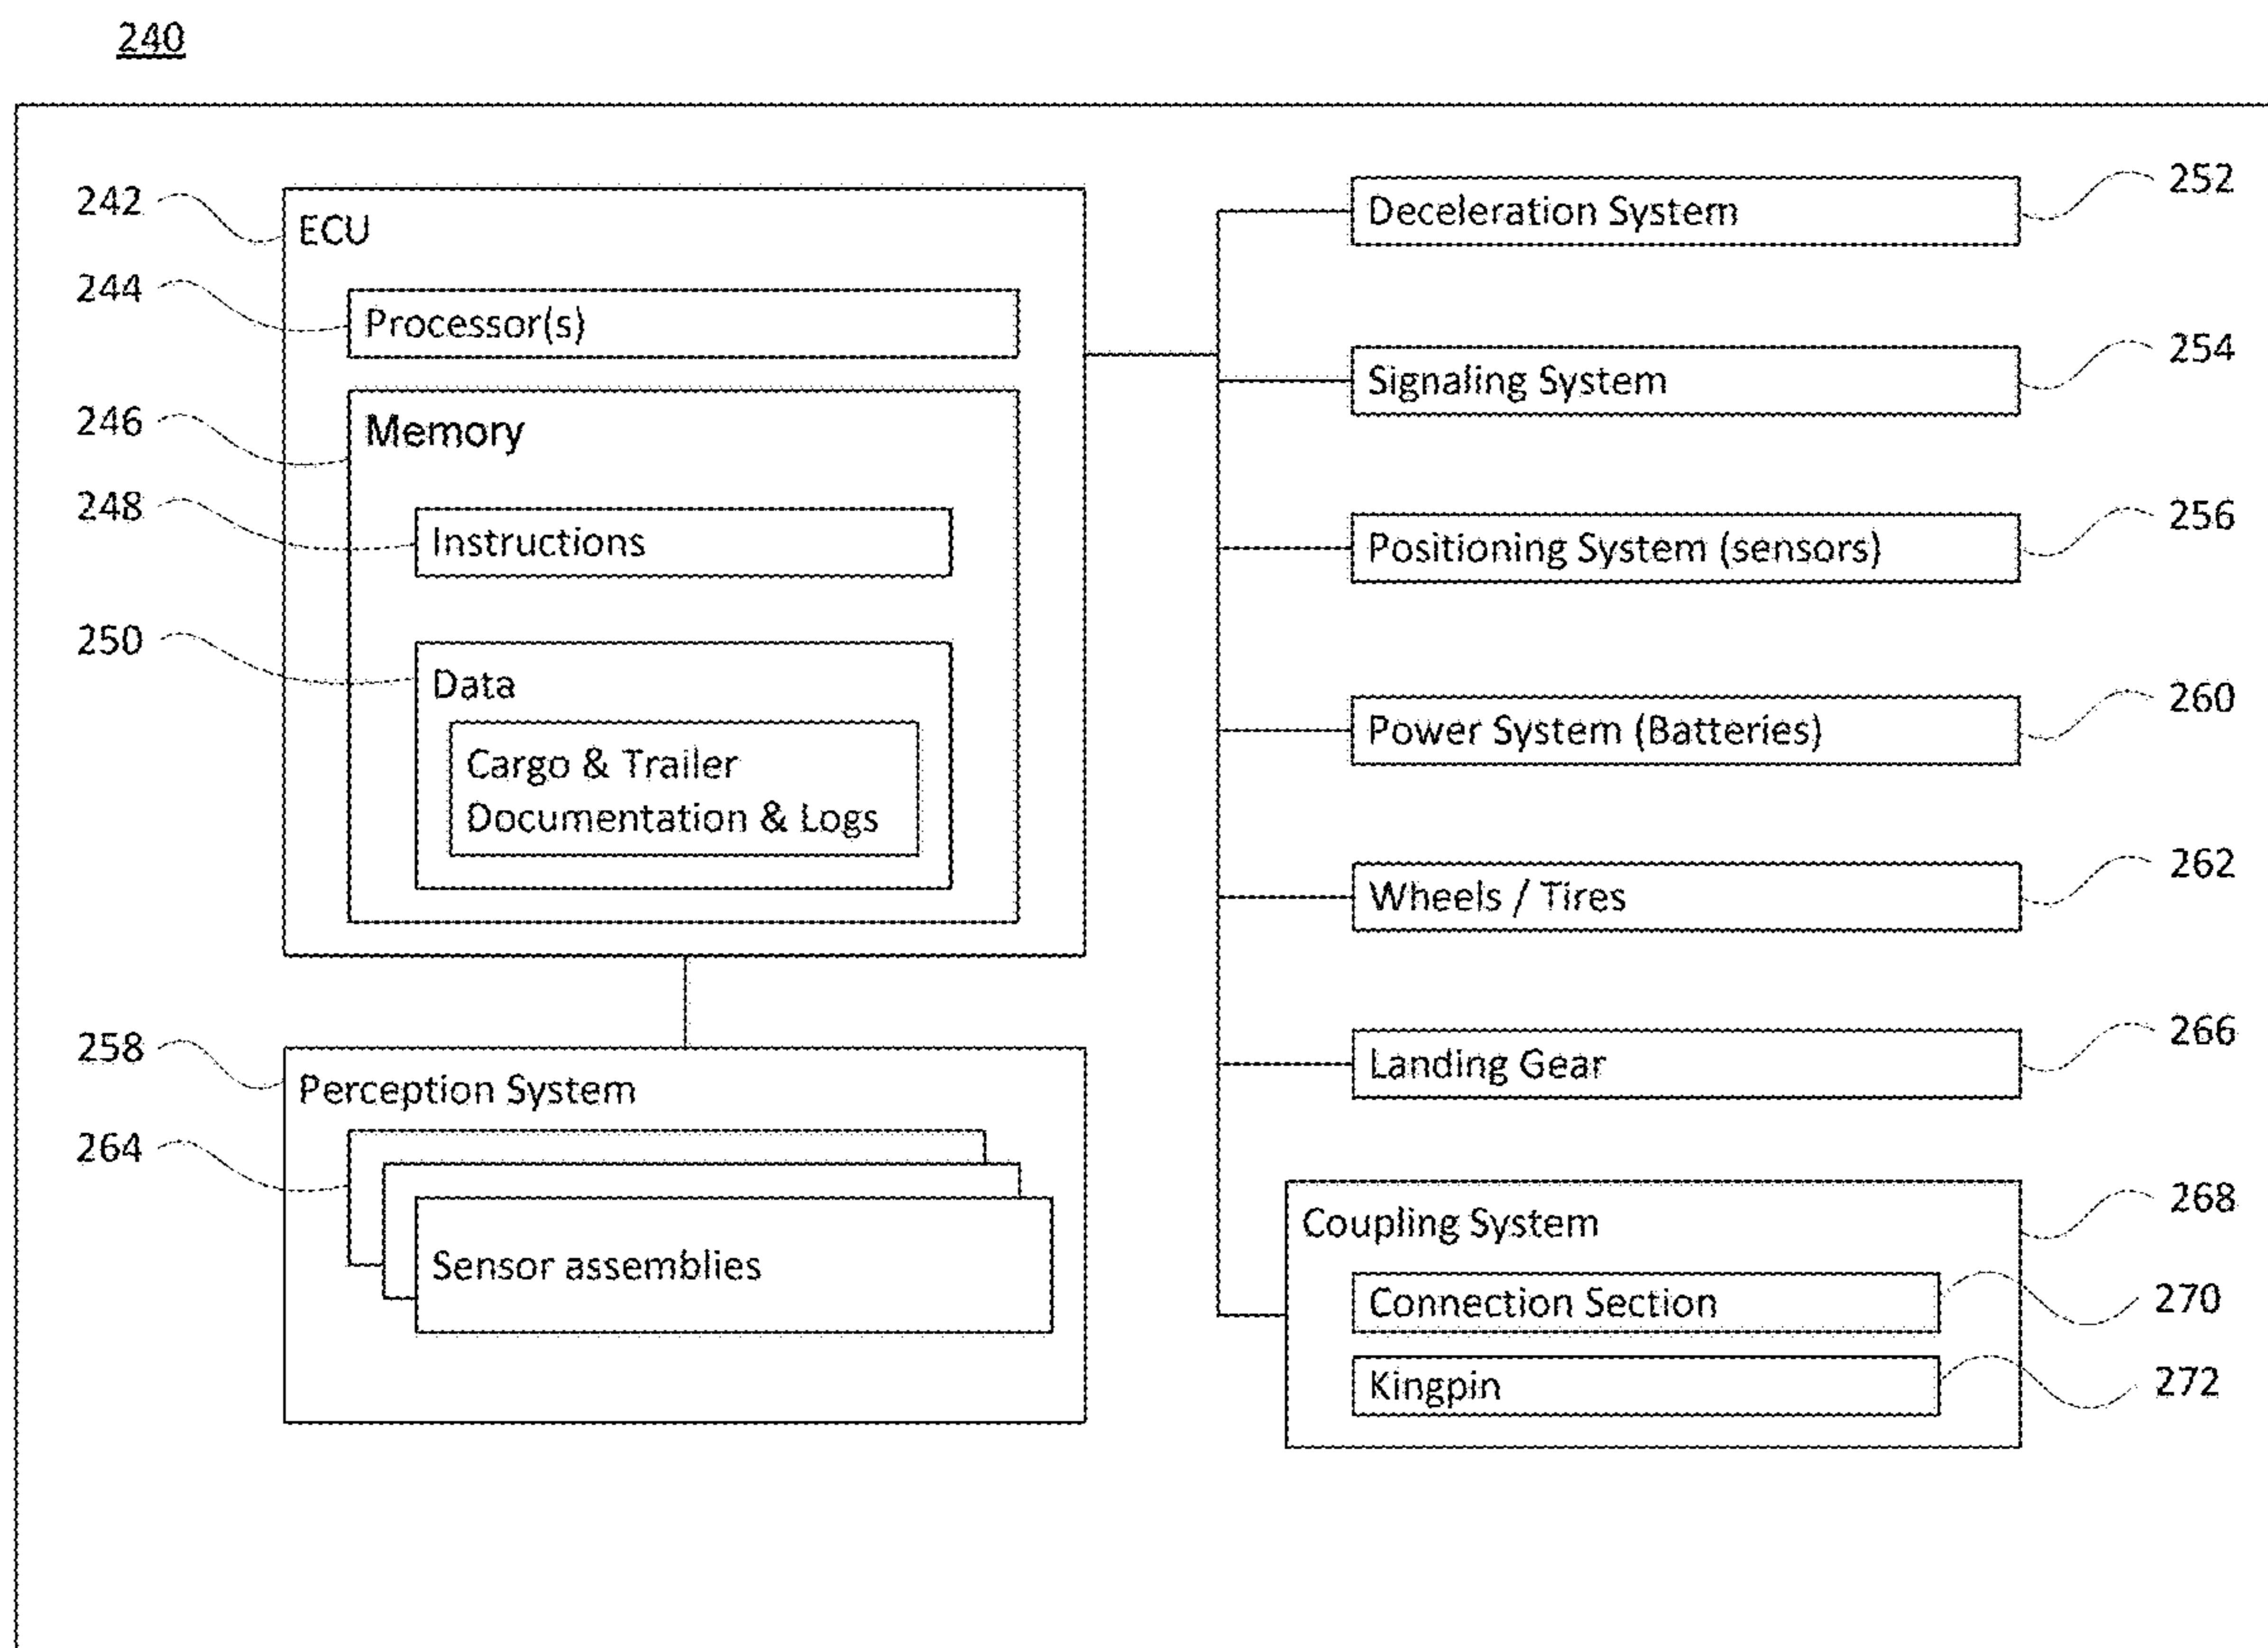 240
242
ECU
244
Processor(s)
246
Memory
248
Instructions
250
Data
Cargo & Trailer
Documentation & Logs
258
Perception System
264
Sensor assemblies
Deceleration System
252
Signaling System
254
Positioning System (sensors)
256
Power System (Batteries)
260
Wheels / Tires
262
Landing Gear
266
Coupling System
268
Connection Section
270
Kingpin
272